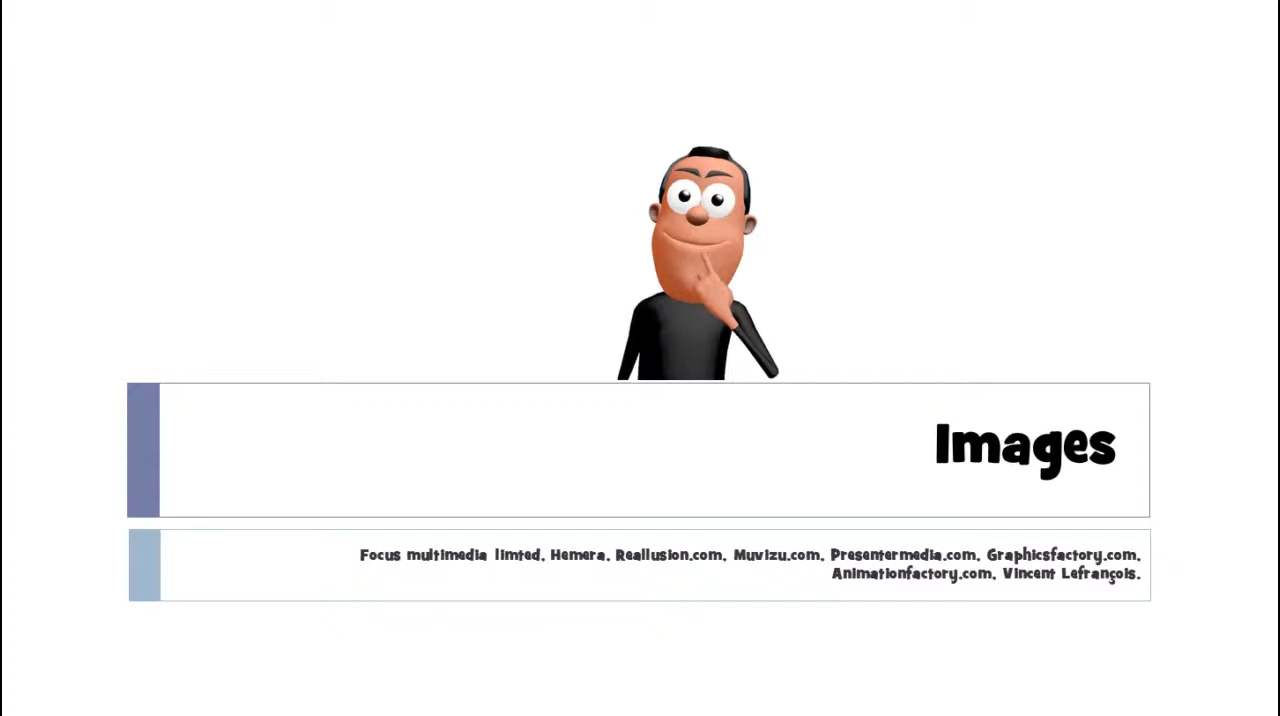 Images
Focus multimedia limted, Hemera, Reallusion.com, Muvizu.com, Presentermedia.com, Graphicsfactory.com,
Animationfactory.com, Vincent Lefrançois.